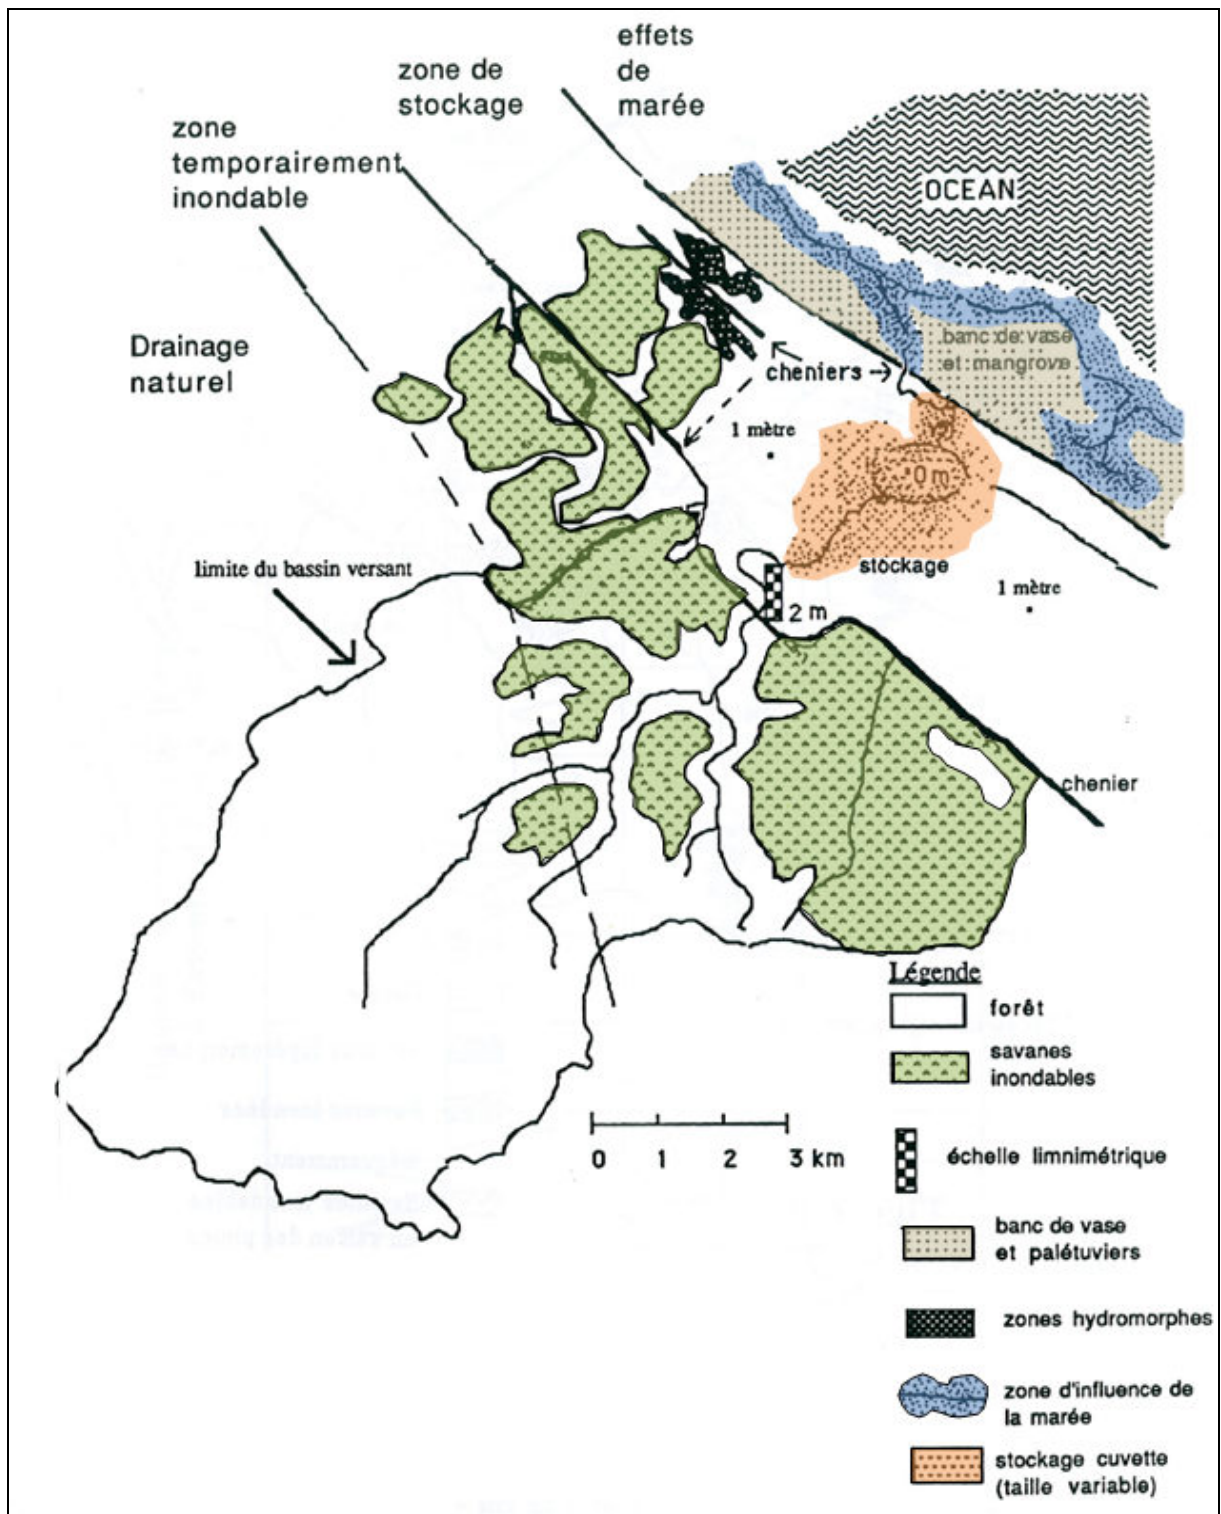 effets
de
marée
zone de
stockage
zone
temporairement
inondable
OCEAN
Drainage
naturel
banc de vase
et mangrove
cheniers
1 mètre
0 m
stockage
limite du bassin versant
1 mètre
2 m
chenier
Légende
forêt
savanes
inondables
0 1 2 3 km
échelle limnimétrique
banc de vase
et palétuviers
zones hydromorphes
zone d'influence de
la marée
stockage cuvette
(taille variable)